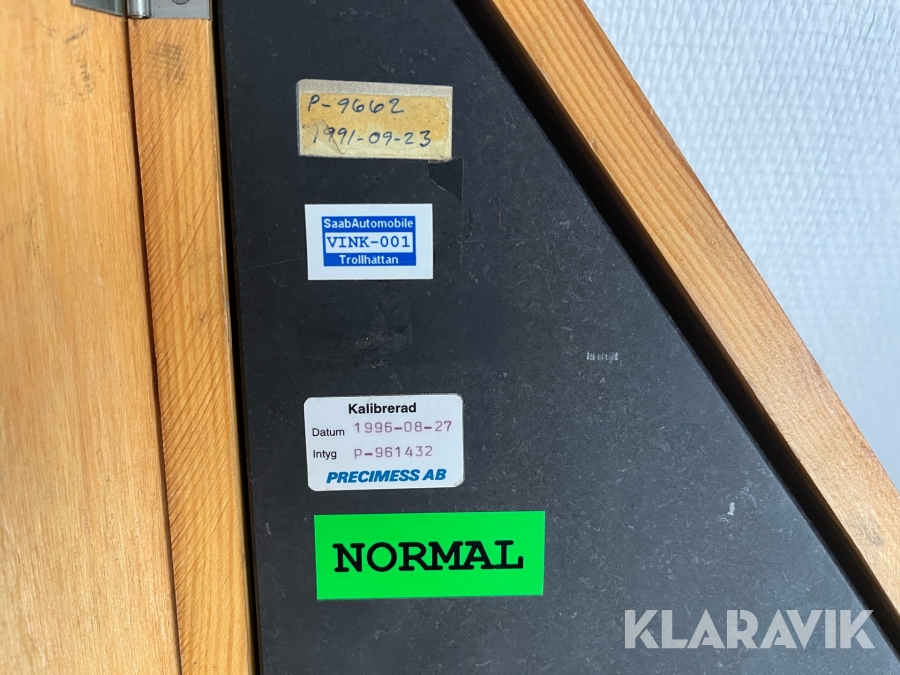 P-9662
1991-09-23
SaabAutomobile
VINK-001
Trollhattan
Kalibrerad
Datum 1996-08-27
Intyg P-961432
PRECIMESS AB
NORMAL
KLARAVIK